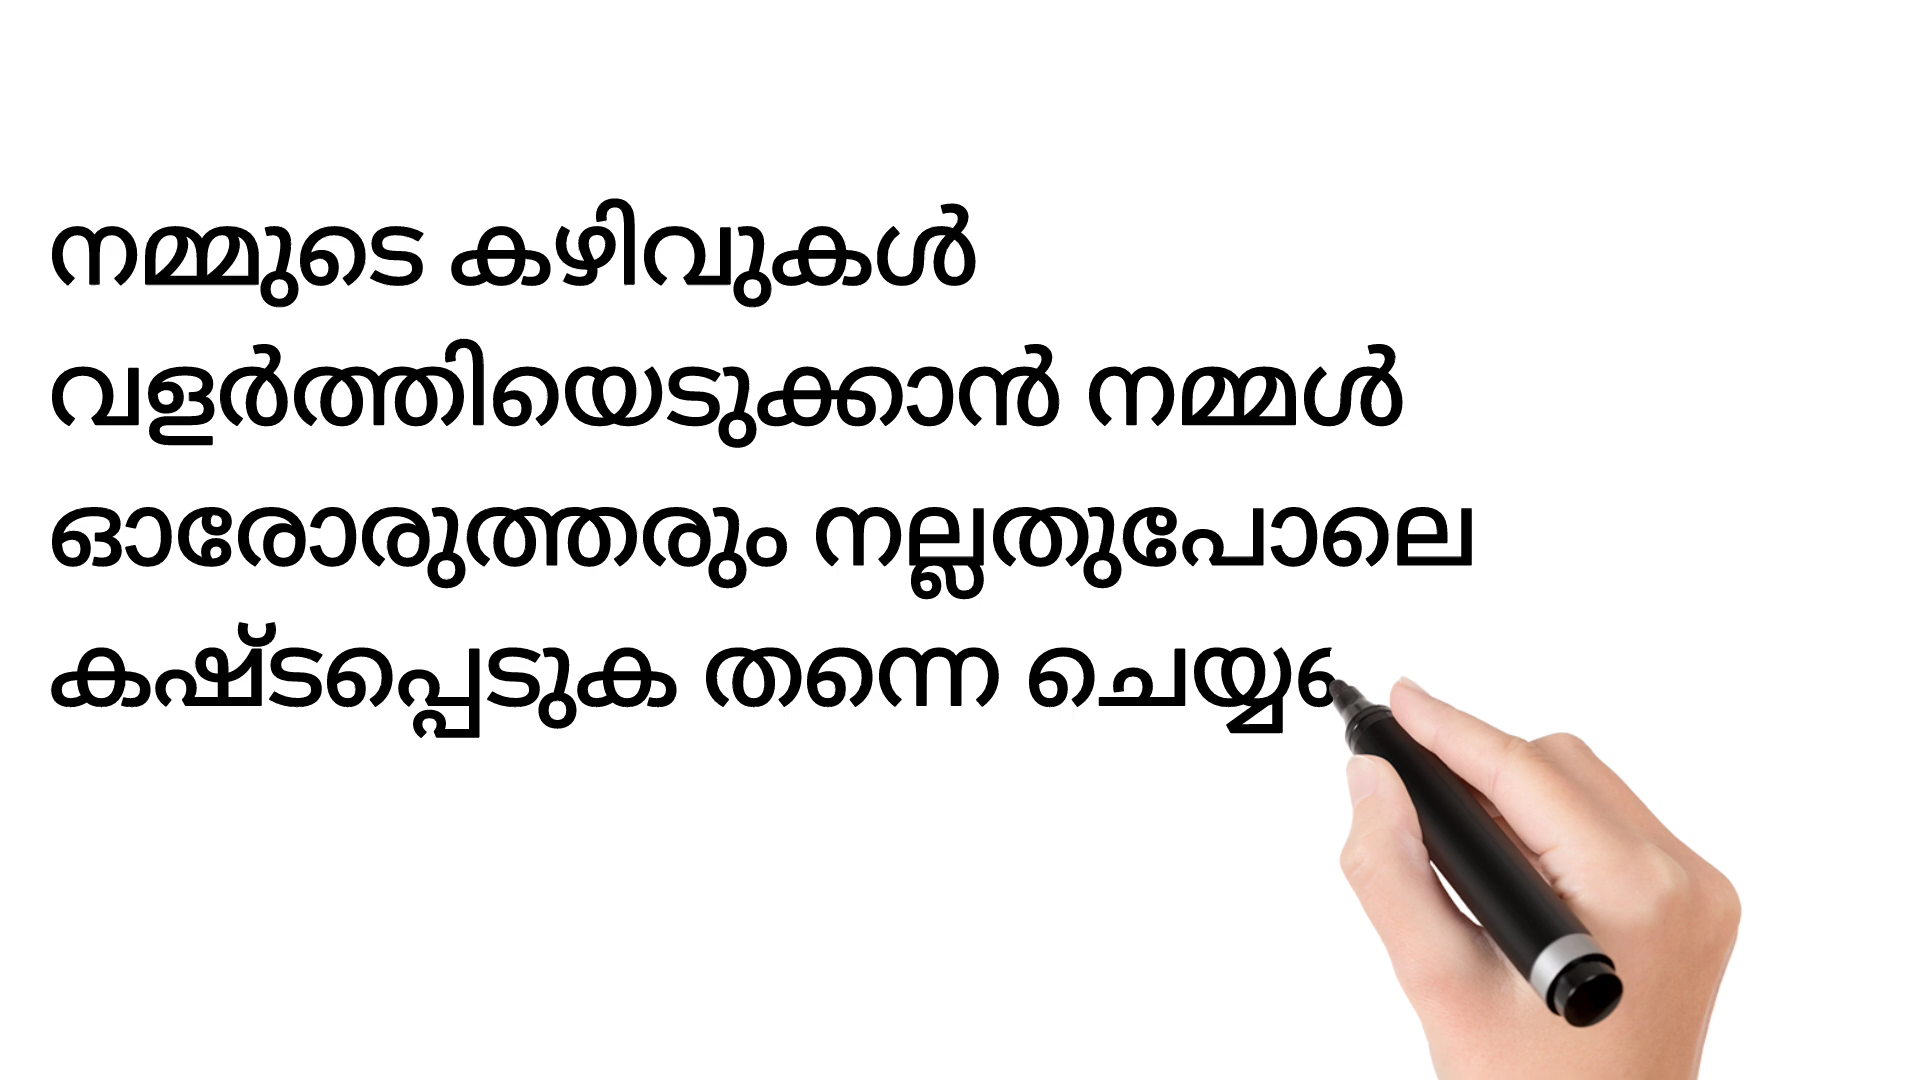 നമ്മുടെ കഴിവുകൾ
വളർത്തിയെടുക്കാൻ നമ്മൾ
ഓരോരുത്തരും നല്ലതുപോലെ
കഷ്ടപ്പെടുക തന്നെ